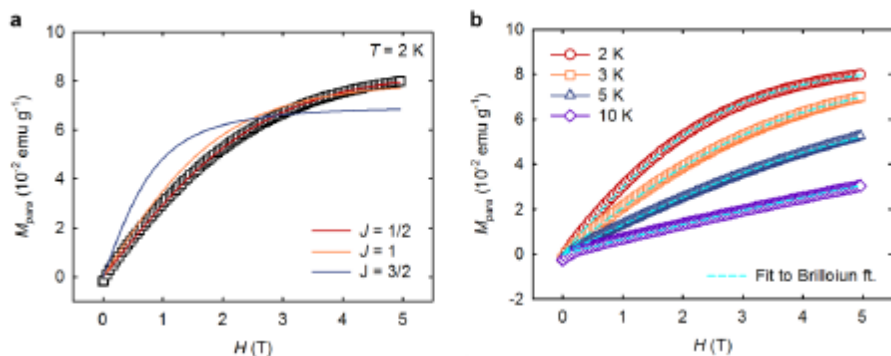 a
T = 2 K
M_para (10^-2 emu g^-1)
10
8
6
4
2
0
J = 1/2
J = 1
J = 3/2
0 1 2 3 4 5
H (T)
b
M_para (10^-2 emu g^-1)
10
8
6
4
2
0
-2
2 K
3 K
5 K
10 K
Fit to Brilloiun ft.
0 1 2 3 4 5
H (T)